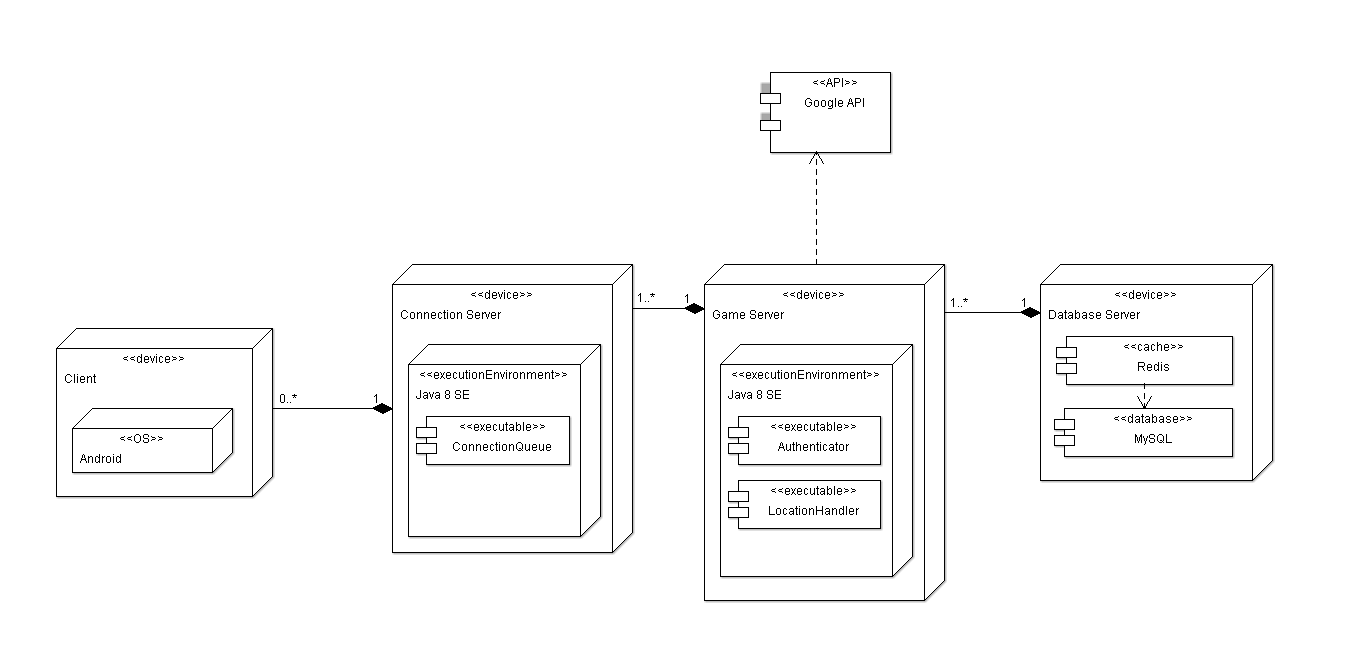 <<API>>
Google API
<<device>>
Client
<<OS>>
Android
0..*
1
<<device>>
Connection Server
<<executionEnvironment>>
Java 8 SE
<<executable>>
ConnectionQueue
1..*
1
<<device>>
Game Server
<<executionEnvironment>>
Java 8 SE
<<executable>>
Authenticator
<<executable>>
LocationHandler
1..*
1
<<device>>
Database Server
<<cache>>
Redis
<<database>>
MySQL